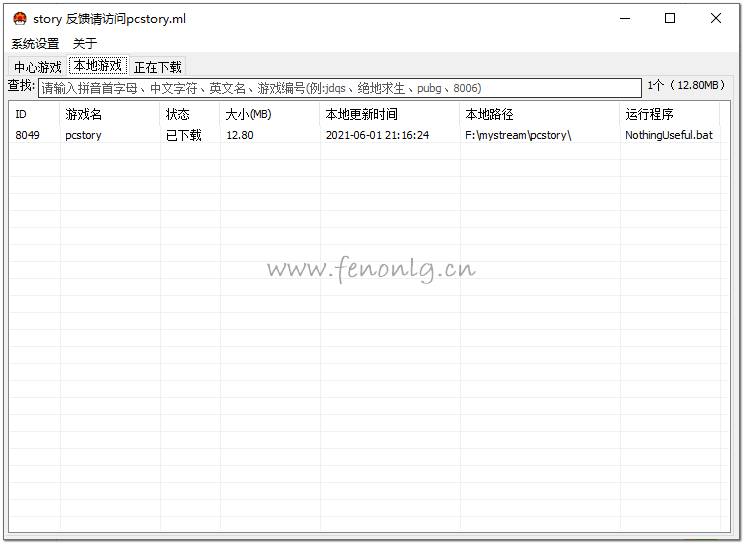 story 反馈请访问pcstory.ml
系统设置 关于
中心游戏 本地游戏 正在下载
查找: 请输入拼音首字母、中文字符、英文名、游戏编号(例:jdqs、绝地求生、pubg、8006) 1个（12.80MB）
ID 游戏名 状态 大小(MB) 本地更新时间 本地路径 运行程序
8049 pcstory 已下载 12.80 2021-06-01 21:16:24 F:\mystream\pcstory\ NothingUseful.bat
www.fenonlg.cn